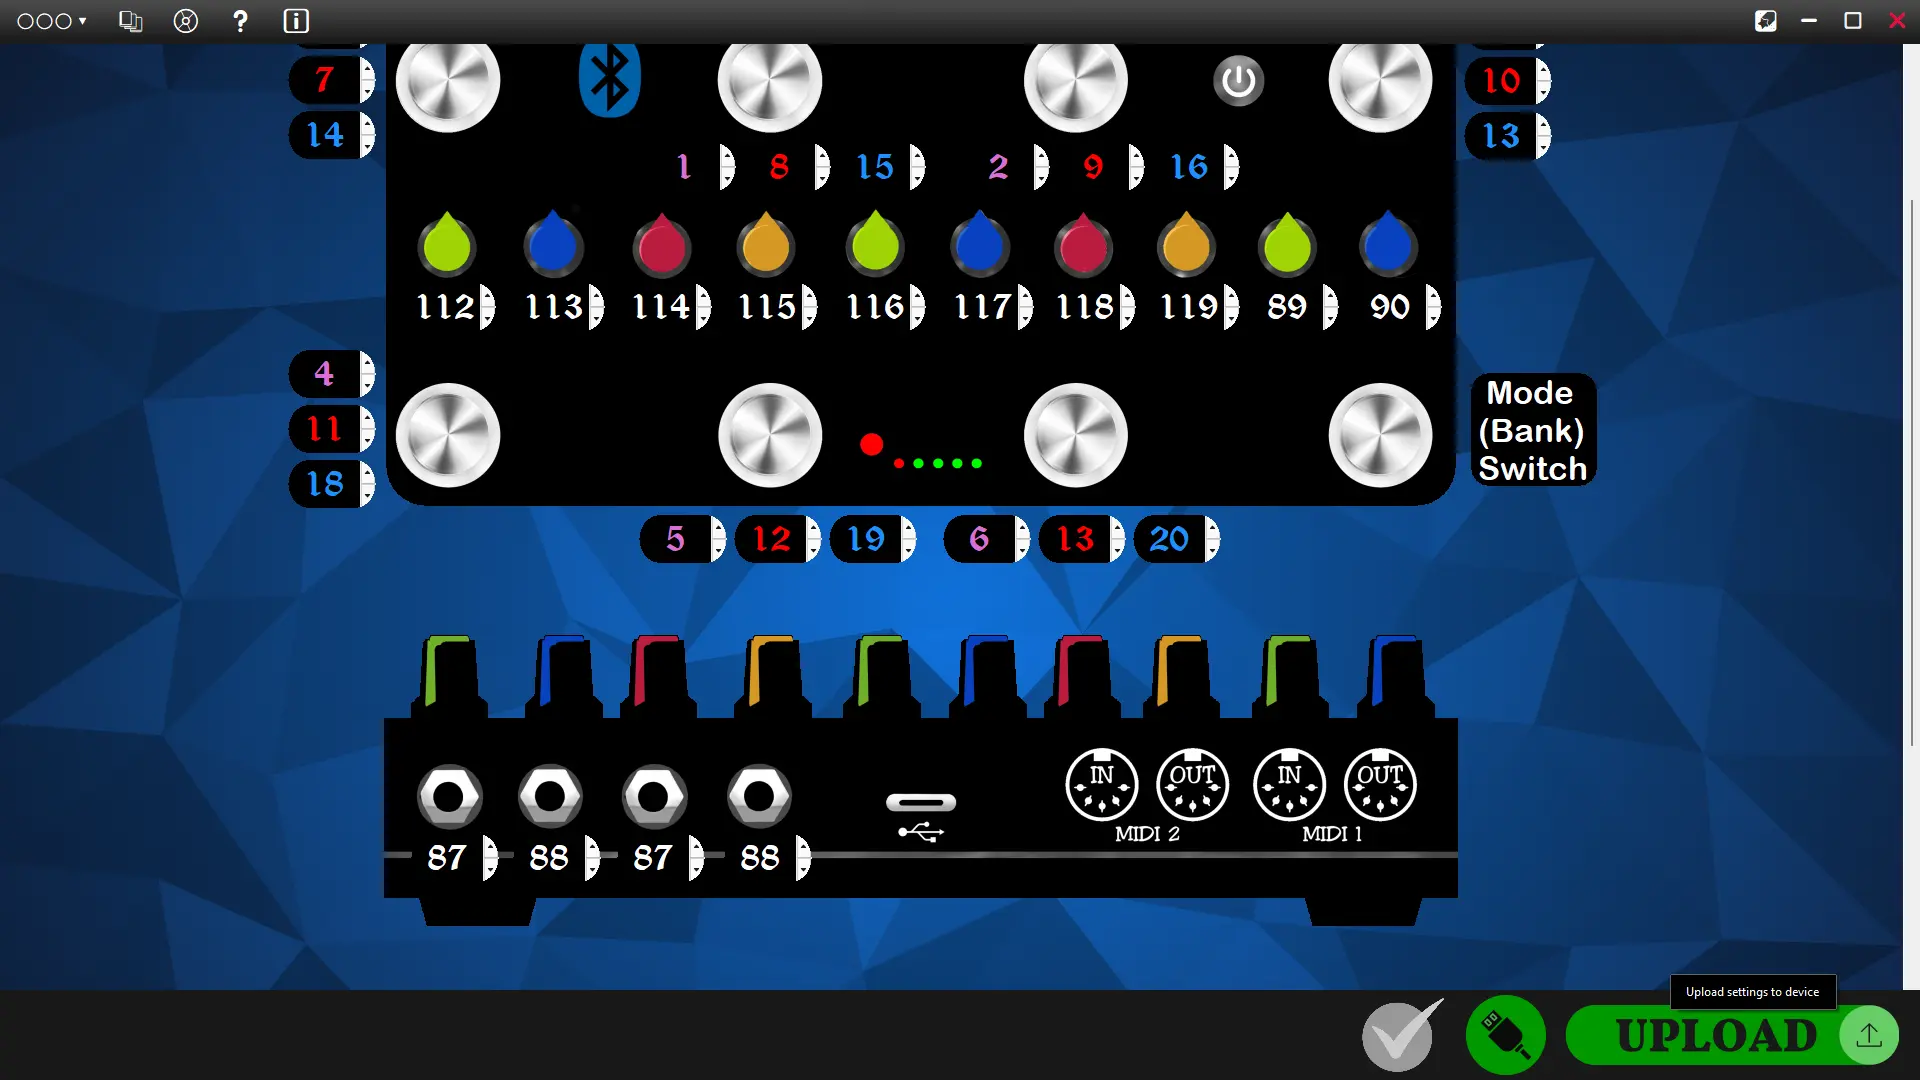 7
10
14
13
1 8 15 2 9 16
112 113 114 115 116 117 118 119 89 90
4
11
18
Mode
(Bank)
Switch
5 12 19 6 13 20
IN OUT IN OUT
MIDI 2 MIDI 1
87 88 87 88
Upload settings to device
UPLOAD